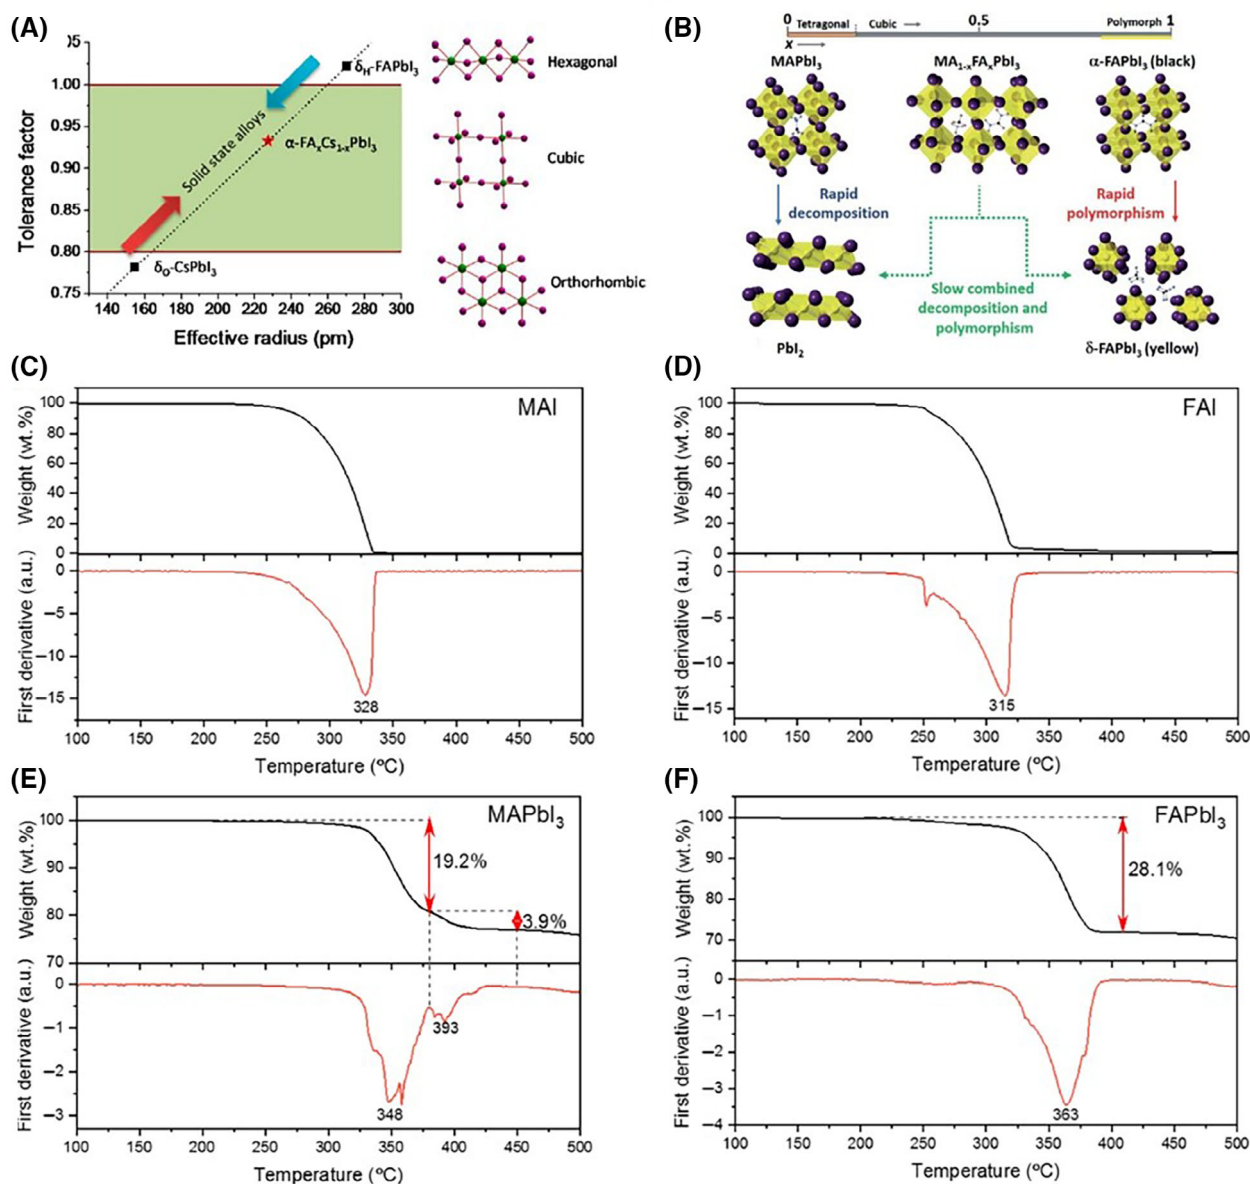 (A)
Tolerance factor
05
1.00
0.95
0.90
0.85
0.80
0.75
δH-FAPbI3
Solid state alloys
α-FAxCs1-xPbI3
δO-CsPbI3
140 160 180 200 220 240 260 280 300
Effective radius (pm)
Hexagonal
Cubic
Orthorhombic
(B)
0 Tetragonal Cubic 0.5 Polymorph 1
x
MAPbI3 MA1-xFAxPbI3 α-FAPbI3 (black)
Rapid
decomposition
Rapid
polymorphism
Slow combined
decomposition and
polymorphism
PbI2
δ-FAPbI3 (yellow)
(C)
MAI
Weight (wt.%)
100
80
60
40
20
0
First derivative (a.u.)
0
−5
−10
−15
328
100 150 200 250 300 350 400 450 500
Temperature (ºC)
(D)
FAI
Weight (wt.%)
100
80
60
40
20
0
First derivative (a.u.)
0
−5
−10
−15
315
100 150 200 250 300 350 400 450 500
Temperature (ºC)
(E)
MAPbI3
Weight (wt.%)
100
90
80
70
19.2%
3.9%
First derivative (a.u.)
0
−1
−2
−3
393
348
100 150 200 250 300 350 400 450 500
Temperature (ºC)
(F)
FAPbI3
Weight (wt.%)
100
90
80
70
28.1%
First derivative (a.u.)
0
−1
−2
−3
−4
363
100 150 200 250 300 350 400 450 500
Temperature (ºC)